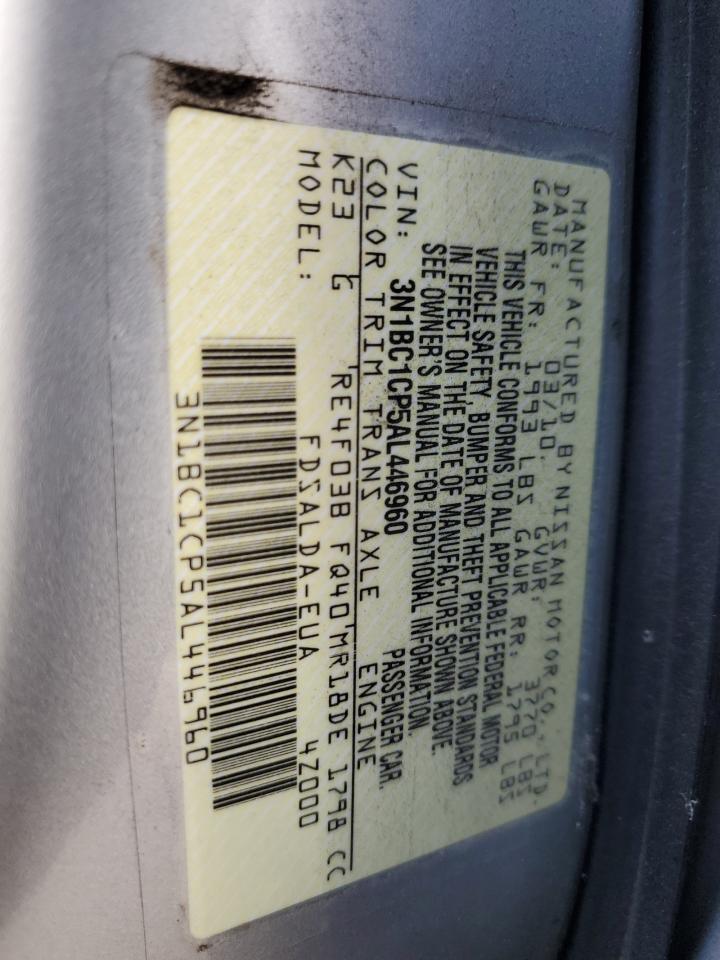 MANUFACTURED BY NISSAN MOTOR CO., LTD.
DATE: 03/10. GVWR: 3770 LBS
GAWR FR: 1993 LBS GAWR RR: 1795 LBS
THIS VEHICLE CONFORMS TO ALL APPLICABLE FEDERAL MOTOR
VEHICLE SAFETY, BUMPER AND THEFT PREVENTION STANDARDS
IN EFFECT ON THE DATE OF MANUFACTURE SHOWN ABOVE.
SEE OWNER'S MANUAL FOR ADDITIONAL INFORMATION.
VIN: 3N1BC1CP5AL446960 PASSENGER CAR.
COLOR TRIM TRANS AXLE ENGINE
K23 G RE4F03B FQ40 MR18DE 1798 CC
MODEL: FDSALDA-EUA 4Z000
3N1BC1CP5AL446960